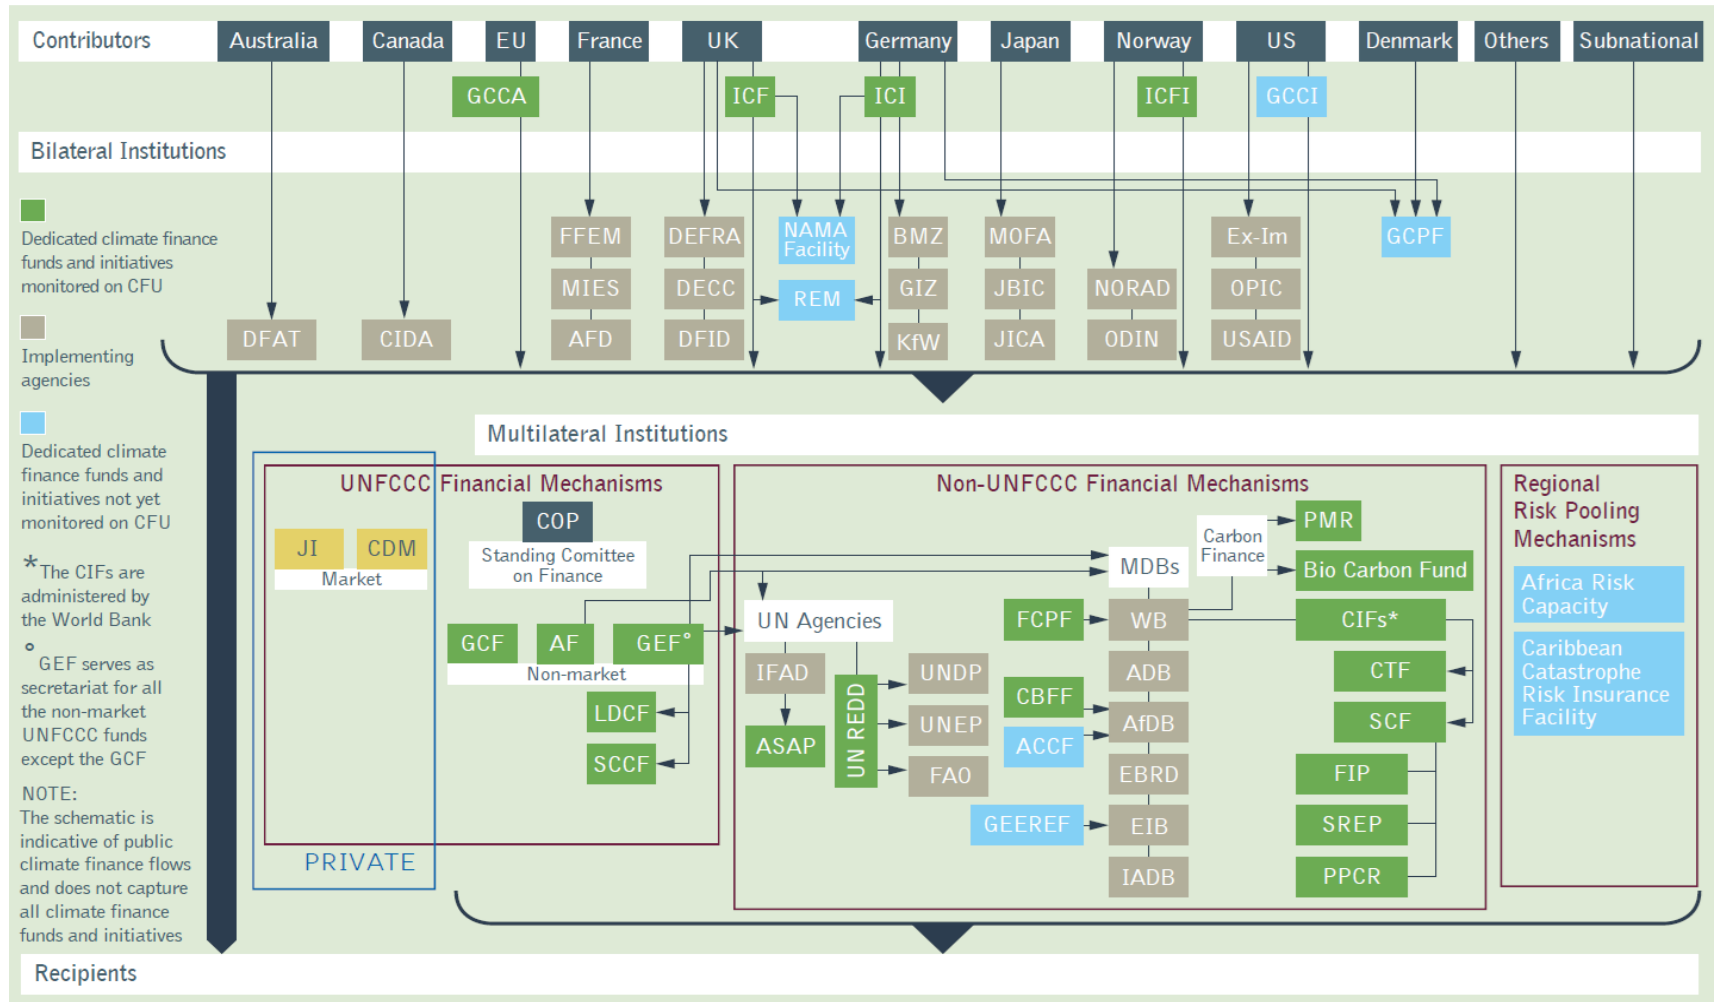 Contributors
Australia
Canada
EU
France
UK
Germany
Japan
Norway
US
Denmark
Others
Subnational
GCCA
ICF
ICI
ICFI
GCCI
Bilateral Institutions
Dedicated climate finance
funds and initiatives
monitored on CFU
Implementing
agencies
Dedicated climate
finance funds and
initiatives not yet
monitored on CFU
*The CIFs are
administered by
the World Bank
° GEF serves as
secretariat for all
the non-market
UNFCCC funds
except the GCF
NOTE:
The schematic is
indicative of public
climate finance flows
and does not capture
all climate finance
funds and initiatives
FFEM
DEFRA
NAMA
Facility
BMZ
MOFA
Ex-Im
GCPF
MIES
DECC
REM
GIZ
JBIC
NORAD
OPIC
DFAT
CIDA
AFD
DFID
KfW
JICA
ODIN
USAID
Multilateral Institutions
UNFCCC Financial Mechanisms
COP
Standing Comittee
on Finance
JI
CDM
Market
GCF
AF
GEF°
Non-market
LDCF
SCCF
PRIVATE
Non-UNFCCC Financial Mechanisms
UN Agencies
IFAD
ASAP
UN REDD
UNDP
UNEP
FAO
FCPF
CBFF
ACCF
GEEREF
MDBs
WB
ADB
AfDB
EBRD
EIB
IADB
Carbon
Finance
PMR
Bio Carbon Fund
CIFs*
CTF
SCF
FIP
SREP
PPCR
Regional
Risk Pooling
Mechanisms
Africa Risk
Capacity
Caribbean
Catastrophe
Risk Insurance
Facility
Recipients